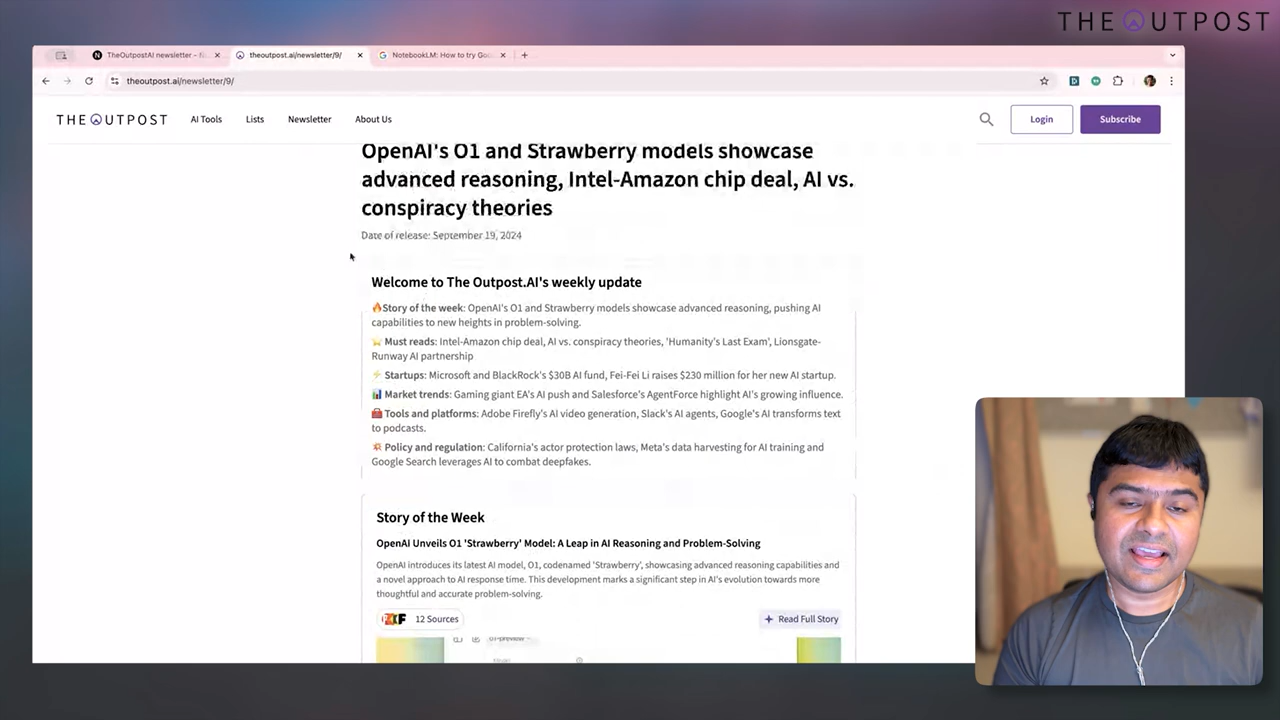 THE OUTPOST
TheOutpostAI newsletter – N
theoutpost.ai/newsletter/9/
NotebookLM: How to try Goo
theoutpost.ai/newsletter/9/
THE OUTPOST
AI Tools
Lists
Newsletter
About Us
Login
Subscribe
OpenAI's O1 and Strawberry models showcase
advanced reasoning, Intel-Amazon chip deal, AI vs.
conspiracy theories
Date of release: September 19, 2024
Welcome to The Outpost.AI's weekly update
🔥Story of the week: OpenAI's O1 and Strawberry models showcase advanced reasoning, pushing AI
capabilities to new heights in problem-solving.
Must reads: Intel-Amazon chip deal, AI vs. conspiracy theories, 'Humanity's Last Exam', Lionsgate-
Runway AI partnership
⚡ Startups: Microsoft and BlackRock's $30B AI fund, Fei-Fei Li raises $230 million for her new AI startup.
📊 Market trends: Gaming giant EA's AI push and Salesforce's AgentForce highlight AI's growing influence.
🧰 Tools and platforms: Adobe Firefly's AI video generation, Slack's AI agents, Google's AI transforms text
to podcasts.
💥 Policy and regulation: California's actor protection laws, Meta's data harvesting for AI training and
Google Search leverages AI to combat deepfakes.
Story of the Week
OpenAI Unveils O1 'Strawberry' Model: A Leap in AI Reasoning and Problem-Solving
OpenAI introduces its latest AI model, O1, codenamed 'Strawberry', showcasing advanced reasoning capabilities and
a novel approach to AI response time. This development marks a significant step in AI's evolution towards more
thoughtful and accurate problem-solving.
12 Sources
Read Full Story
o1-preview